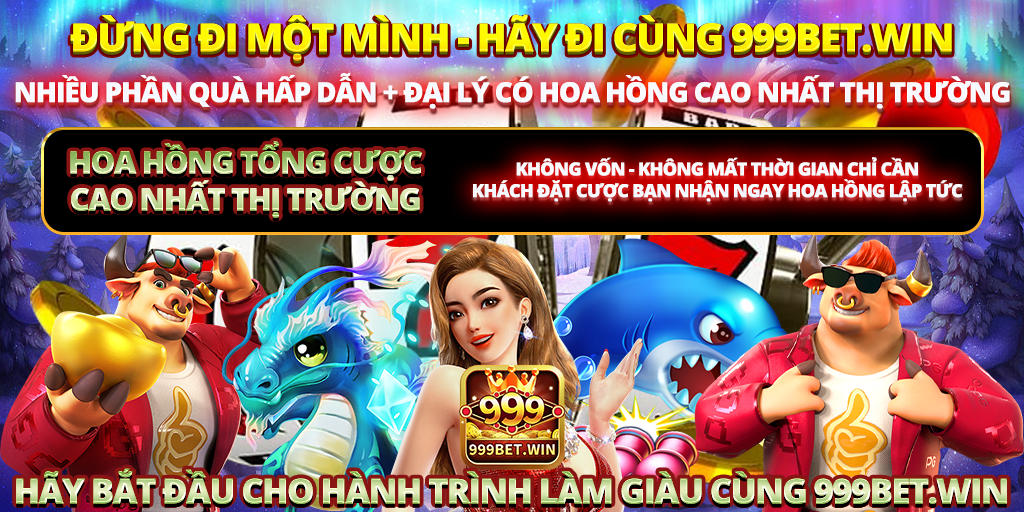 ĐỪNG ĐI MỘT MÌNH - HÃY ĐI CÙNG 999BET.WIN
NHIỀU PHẦN QUÀ HẤP DẪN + ĐẠI LÝ CÓ HOA HỒNG CAO NHẤT THỊ TRƯỜNG
HOA HỒNG TỔNG CƯỢC
CAO NHẤT THỊ TRƯỜNG
KHÔNG VỐN - KHÔNG MẤT THỜI GIAN CHỈ CẦN
KHÁCH ĐẶT CƯỢC BẠN NHẬN NGAY HOA HỒNG LẬP TỨC
999
999BET.WIN
PG
HÃY BẮT ĐẦU CHO HÀNH TRÌNH LÀM GIÀU CÙNG 999BET.WIN